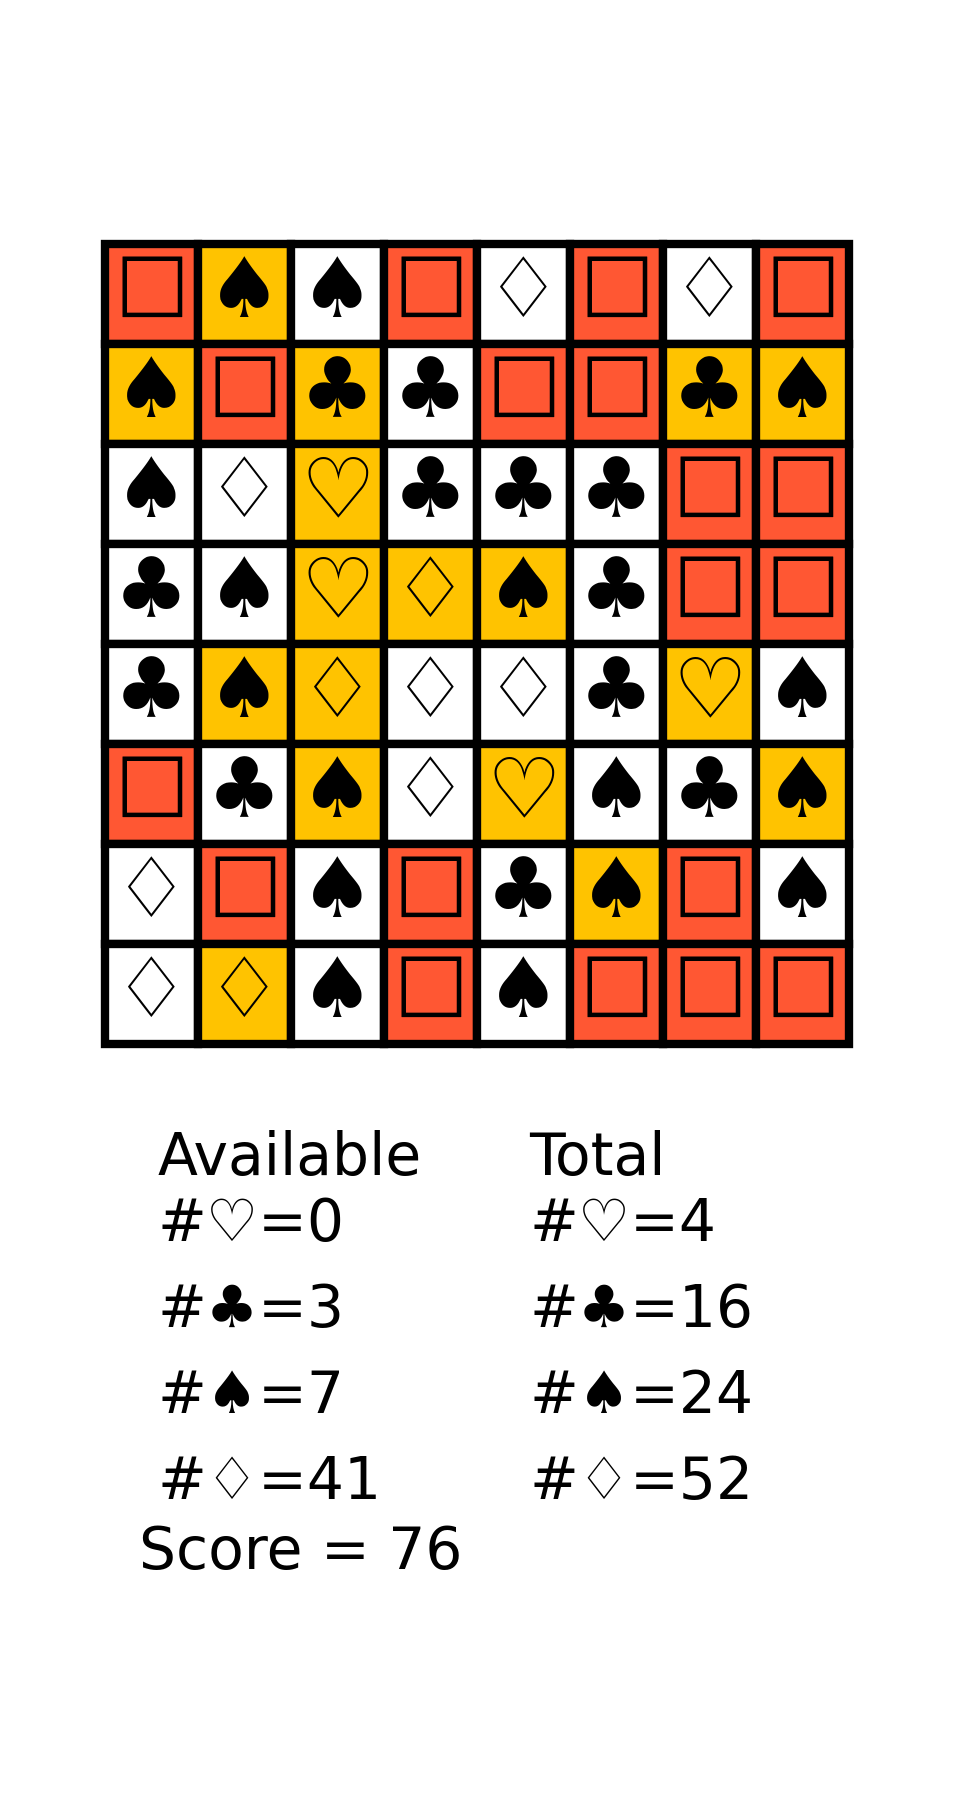 □ ♠ ♠ □ ♢ □ ♢ □
♠ □ ♣ ♣ □ □ ♣ ♠
♠ ♢ ♡ ♣ ♣ ♣ □ □
♣ ♠ ♡ ♢ ♠ ♣ □ □
♣ ♠ ♢ ♢ ♢ ♣ ♡ ♠
□ ♣ ♠ ♢ ♡ ♠ ♣ ♠
♢ □ ♠ □ ♣ ♠ □ ♠
♢ ♢ ♠ □ ♠ □ □ □
Available Total
#♡=0 #♡=4
#♣=3 #♣=16
#♠=7 #♠=24
#♢=41 #♢=52
Score = 76